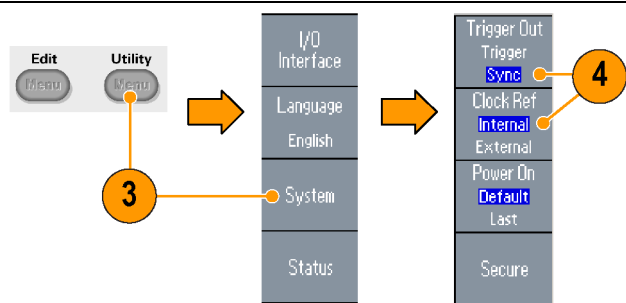 Edit
Utility
Menu
Menu
3
I/O
Interface
Language
English
System
Status
Trigger Out
Trigger
Sync
Clock Ref
Internal
External
Power On
Default
Last
Secure
4